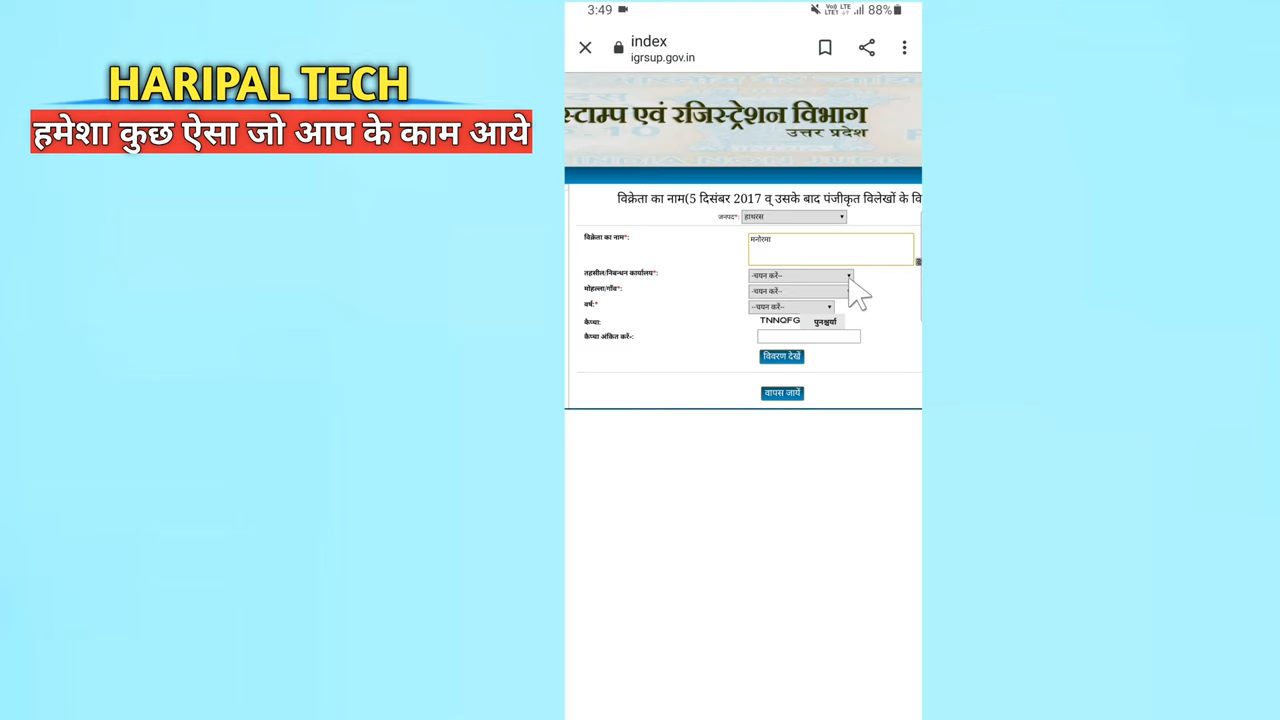 HARIPAL TECH
हमेशा कुछ ऐसा जो आप के काम आये
3:49
88%
index
igrsup.gov.in
स्टाम्प एवं रजिस्ट्रेशन विभाग
उत्तर प्रदेश
विक्रेता का नाम(5 दिसंबर 2017 व् उसके बाद पंजीकृत विलेखों के वि
जनपद*: हाथरस
विक्रेता का नाम*: मनोरमा
तहसील/निबन्धन कार्यालय*: -चयन करें--
मोहल्ला/गाँव*: -चयन करें--
वर्ष:* --चयन करें--
कैप्चा: TNNQFG पुनश्चर्या
कैप्चा अंकित करें*:
विवरण देखें
वापस जायें